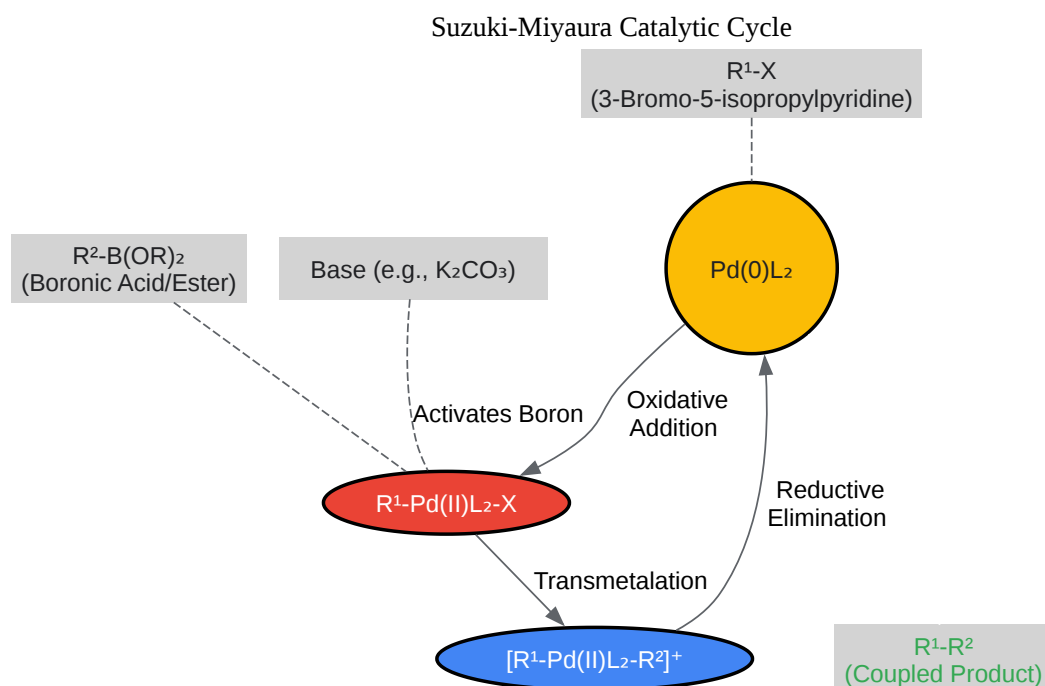 Suzuki-Miyaura Catalytic Cycle
R¹-X
(3-Bromo-5-isopropylpyridine)
R²-B(OR)₂
(Boronic Acid/Ester)
Base (e.g., K₂CO₃)
Pd(0)L₂
Activates Boron
Oxidative
Addition
R¹-Pd(II)L₂-X
Reductive
Elimination
Transmetalation
[R¹-Pd(II)L₂-R²]⁺
R¹-R²
(Coupled Product)